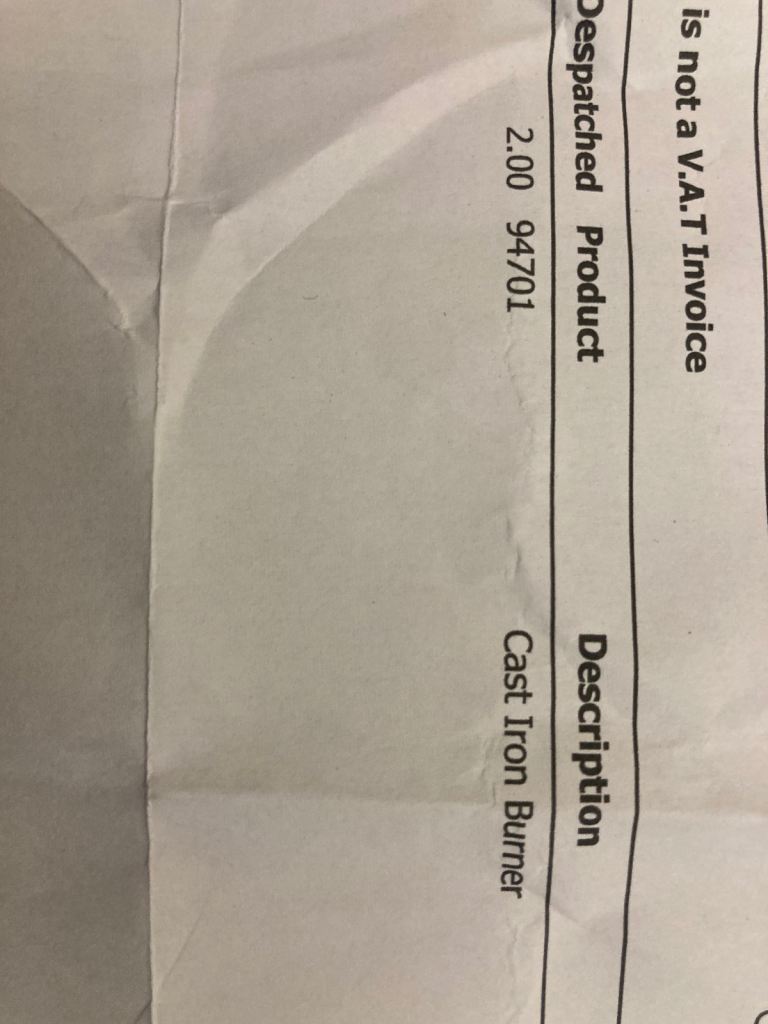 is not a V.A.T Invoice
Despatched Product Description
2.00 94701 Cast Iron Burner